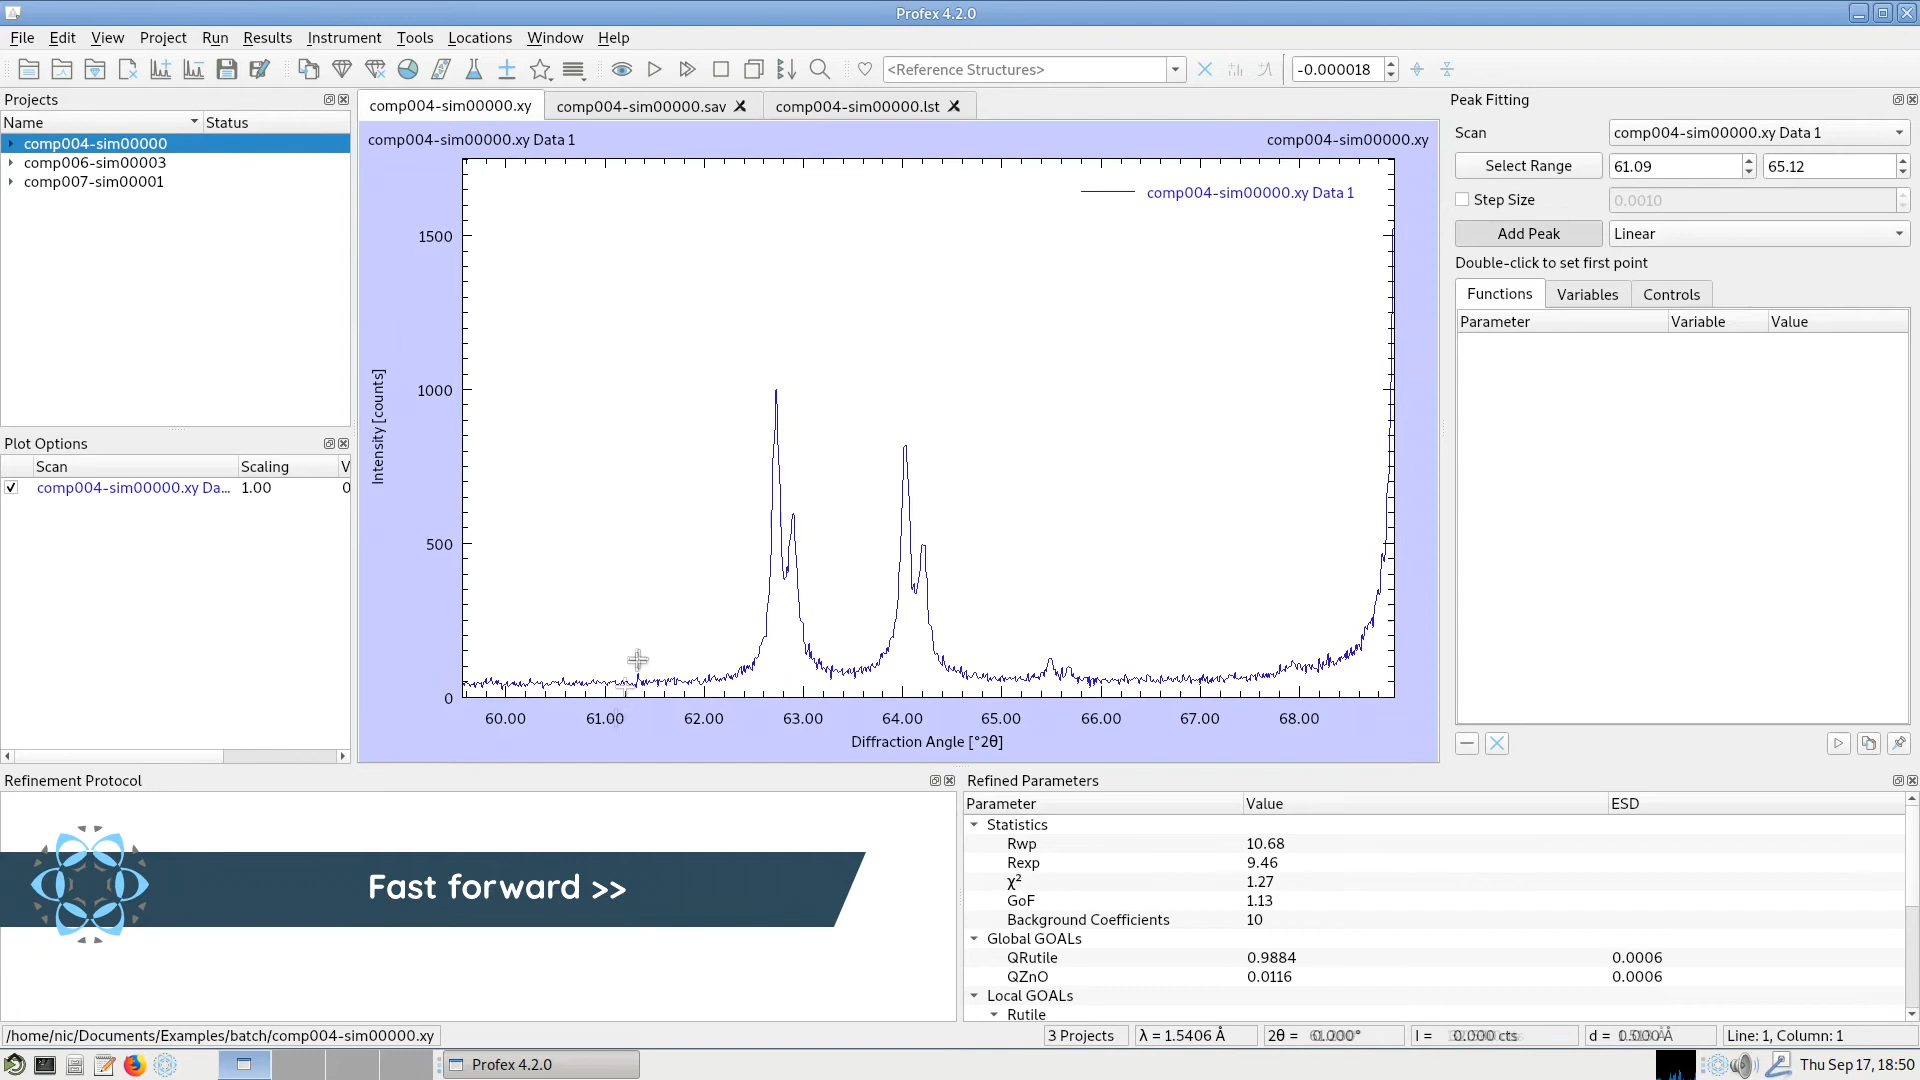 Profex 4.2.0
File Edit View Project Run Results Instrument Tools Locations Window Help
<Reference Structures>
-0.000018
Projects
Name Status
comp004-sim00000
comp006-sim00003
comp007-sim00001
Plot Options
Scan Scaling V
comp004-sim00000.xy Da... 1.00 0
comp004-sim00000.xy comp004-sim00000.sav comp004-sim00000.lst
comp004-sim00000.xy Data 1 comp004-sim00000.xy
comp004-sim00000.xy Data 1
1500
1000
500
0
Intensity [counts]
60.00 61.00 62.00 63.00 64.00 65.00 66.00 67.00 68.00
Diffraction Angle [°2θ]
Peak Fitting
Scan comp004-sim00000.xy Data 1
Select Range 61.09 65.12
Step Size 0.0010
Add Peak Linear
Double-click to set first point
Functions Variables Controls
Parameter Variable Value
Refinement Protocol
Fast forward >>
Refined Parameters
Parameter Value ESD
Statistics
Rwp 10.68
Rexp 9.46
χ² 1.27
GoF 1.13
Background Coefficients 10
Global GOALs
QRutile 0.9884 0.0006
QZnO 0.0116 0.0006
Local GOALs
Rutile
/home/nic/Documents/Examples/batch/comp004-sim00000.xy
3 Projects λ = 1.5406 Å 2θ = I = d = Line: 1, Column: 1
Profex 4.2.0
Thu Sep 17, 18:50